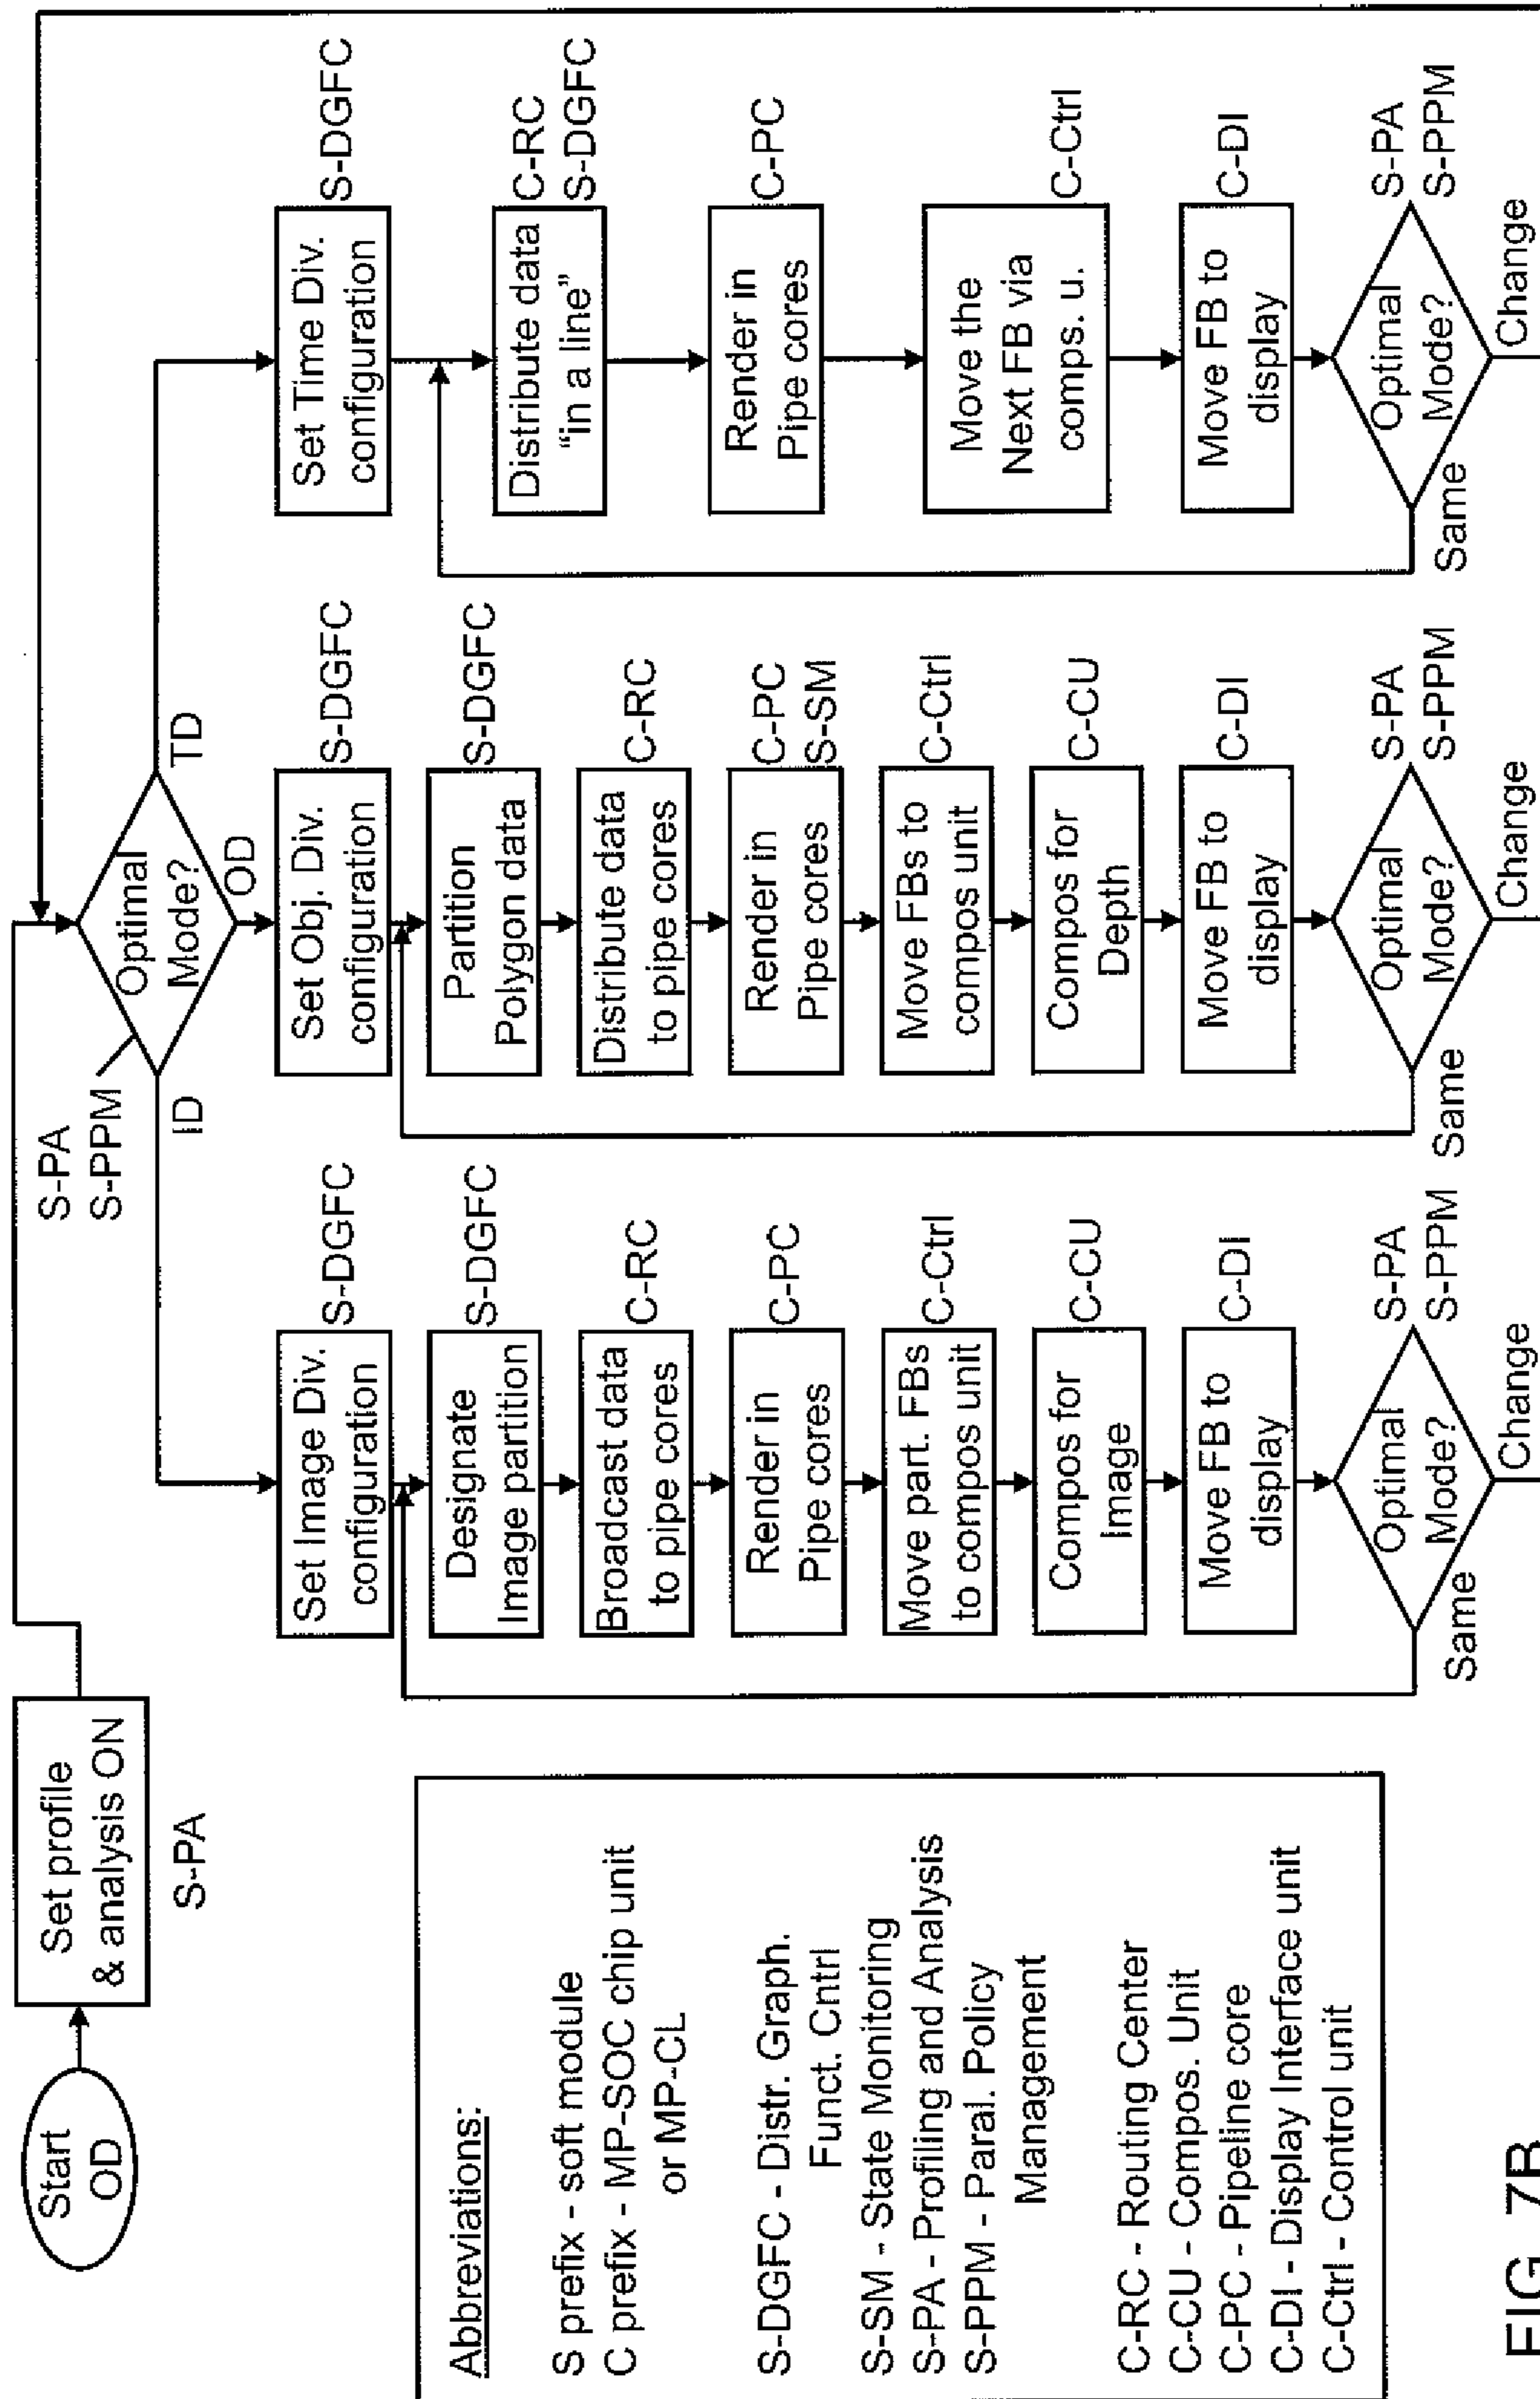 Start
OD
Set profile
& analysis ON
S-PA
S-PA
S-PPM
Optimal
Mode?
ID
OD
TD
Set Image Div.
configuration
S-DGFC
Designate
Image partition
S-DGFC
Broadcast data
to pipe cores
C-RC
Render in
Pipe cores
C-PC
Move part. FBs
to compos unit
C-Ctrl
Compos for
Image
C-CU
Move FB to
display
C-DI
Optimal
Mode?
S-PA
S-PPM
Same
Change
Set Obj. Div.
configuration
S-DGFC
Partition
Polygon data
S-DGFC
Distribute data
to pipe cores
C-RC
Render in
Pipe cores
C-PC
S-SM
Move FBs to
compos unit
C-Ctrl
Compos for
Depth
C-CU
Move FB to
display
C-DI
Optimal
Mode?
S-PA
S-PPM
Same
Change
Set Time Div.
configuration
S-DGFC
Distribute data
“in a line”
C-RC
S-DGFC
Render in
Pipe cores
C-PC
Move the
Next FB via
comps. u.
C-Ctrl
Move FB to
display
C-DI
Optimal
Mode?
S-PA
S-PPM
Same
Change
Abbreviations:
S prefix - soft module
C prefix - MP-SOC chip unit
or MP-CL
S-DGFC - Distr. Graph.
Funct. Cntrl
S-SM - State Monitoring
S-PA - Profiling and Analysis
S-PPM - Paral. Policy
Management
C-RC - Routing Center
C-CU - Compos. Unit
C-PC - Pipeline core
C-DI - Display Interface unit
C-Ctrl - Control unit
FIG. 7B